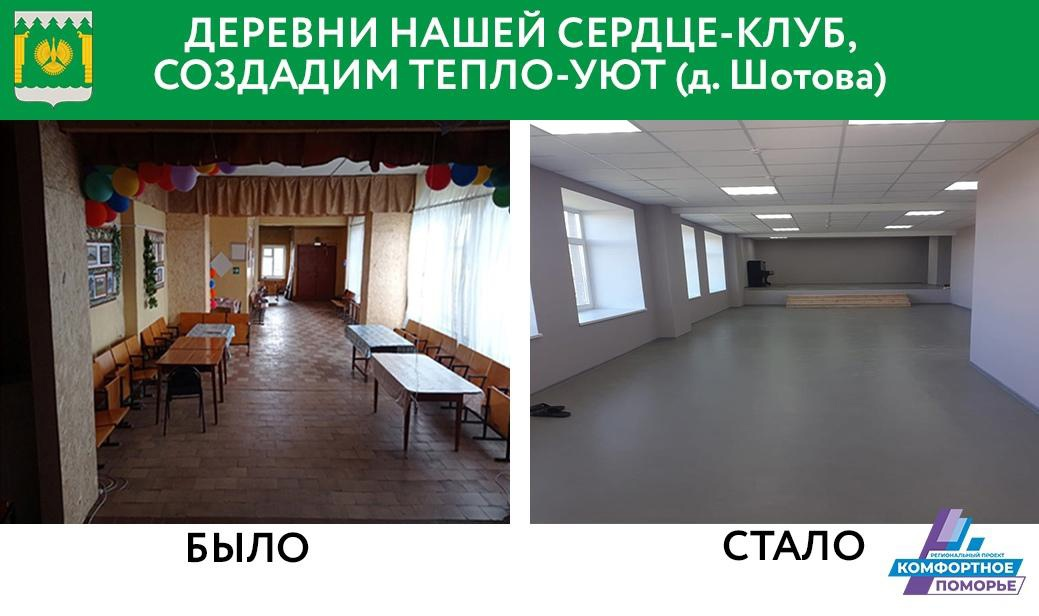 ДЕРЕВНИ НАШЕЙ СЕРДЦЕ-КЛУБ,
СОЗДАДИМ ТЕПЛО-УЮТ (д. Шотова)
БЫЛО
СТАЛО
РЕГИОНАЛЬНЫЙ ПРОЕКТ
КОМФОРТНОЕ
ПОМОРЬЕ